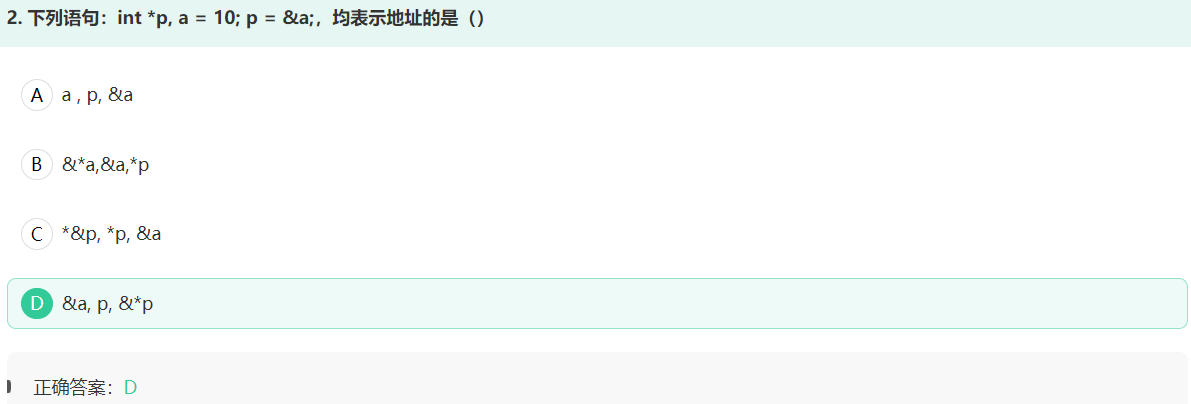 2. 下列语句：int *p, a = 10; p = &a;，均表示地址的是（）
A a , p, &a
B &*a,&a,*p
C *&p, *p, &a
D &a, p, &*p
正确答案：D